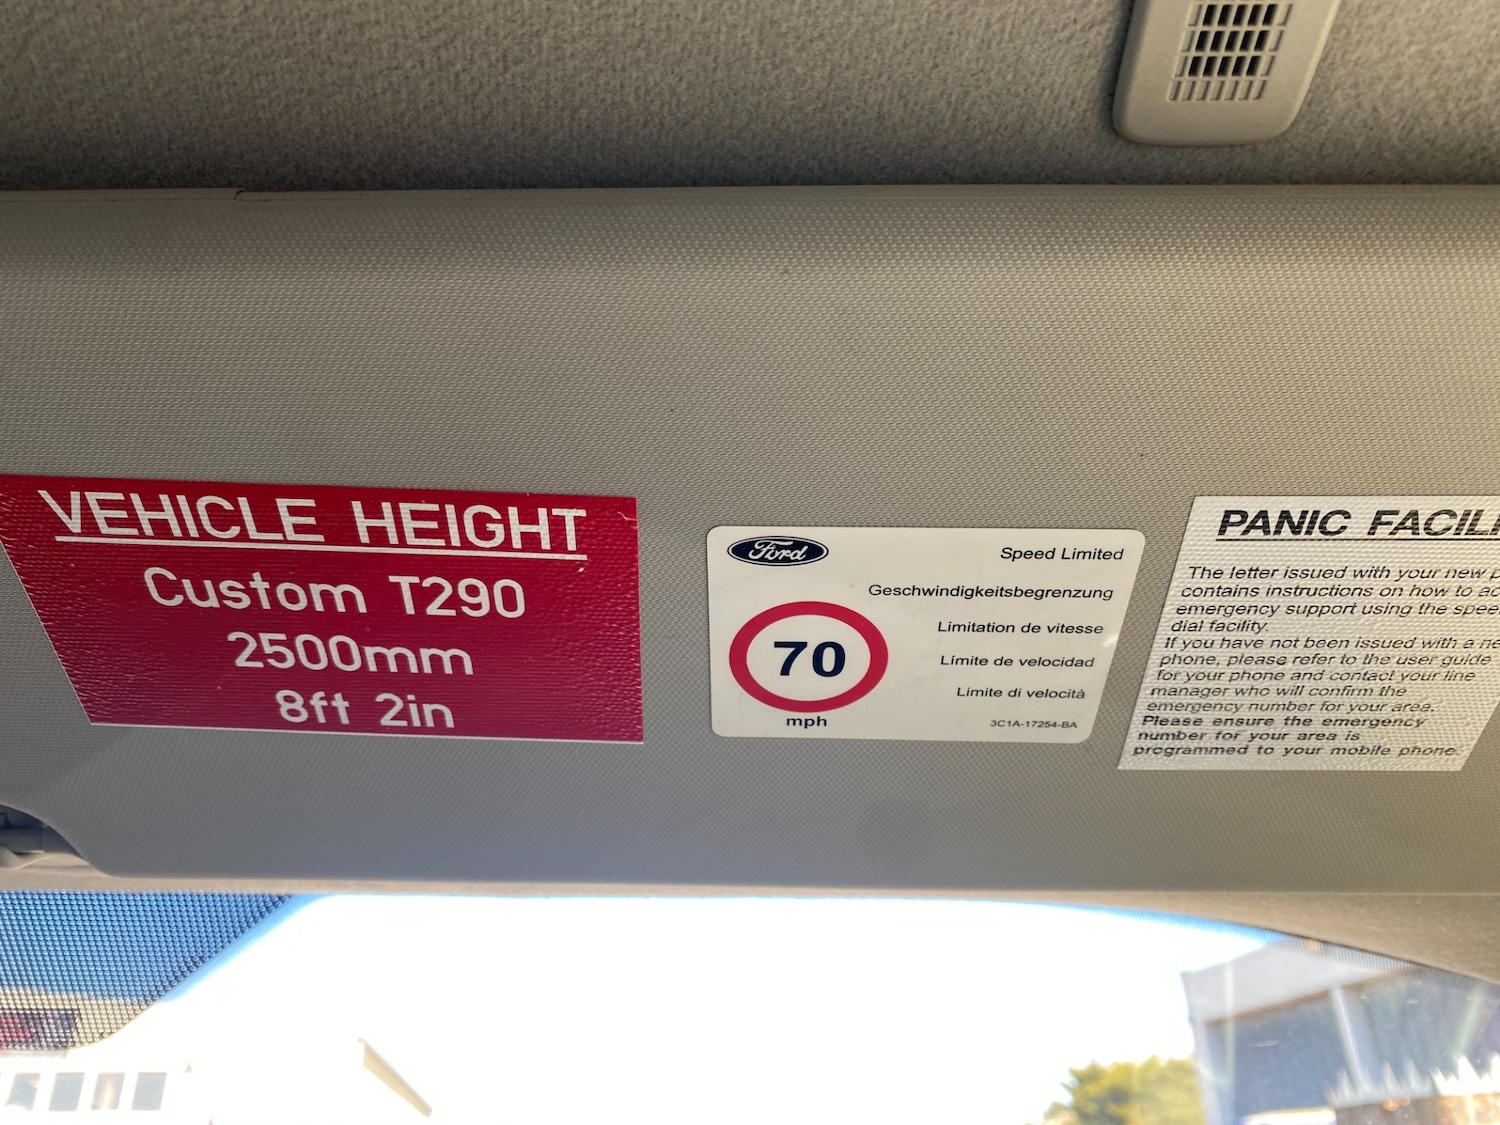 VEHICLE HEIGHT
Custom T290
2500mm
8ft 2in
Ford
Speed Limited
Geschwindigkeitsbegrenzung
Limitation de vitesse
Límite de velocidad
Limite di velocità
70
mph
3C1A-17254-BA
PANIC
The letter issued with your new
contains instructions on how to
emergency support using the
dial facility.
If you have not been issued with a
phone, please refer to the user guide
for your phone and contact your line
manager who will confirm the
emergency number for your area.
Please ensure the emergency
number for your area is
programmed to your mobile phone.